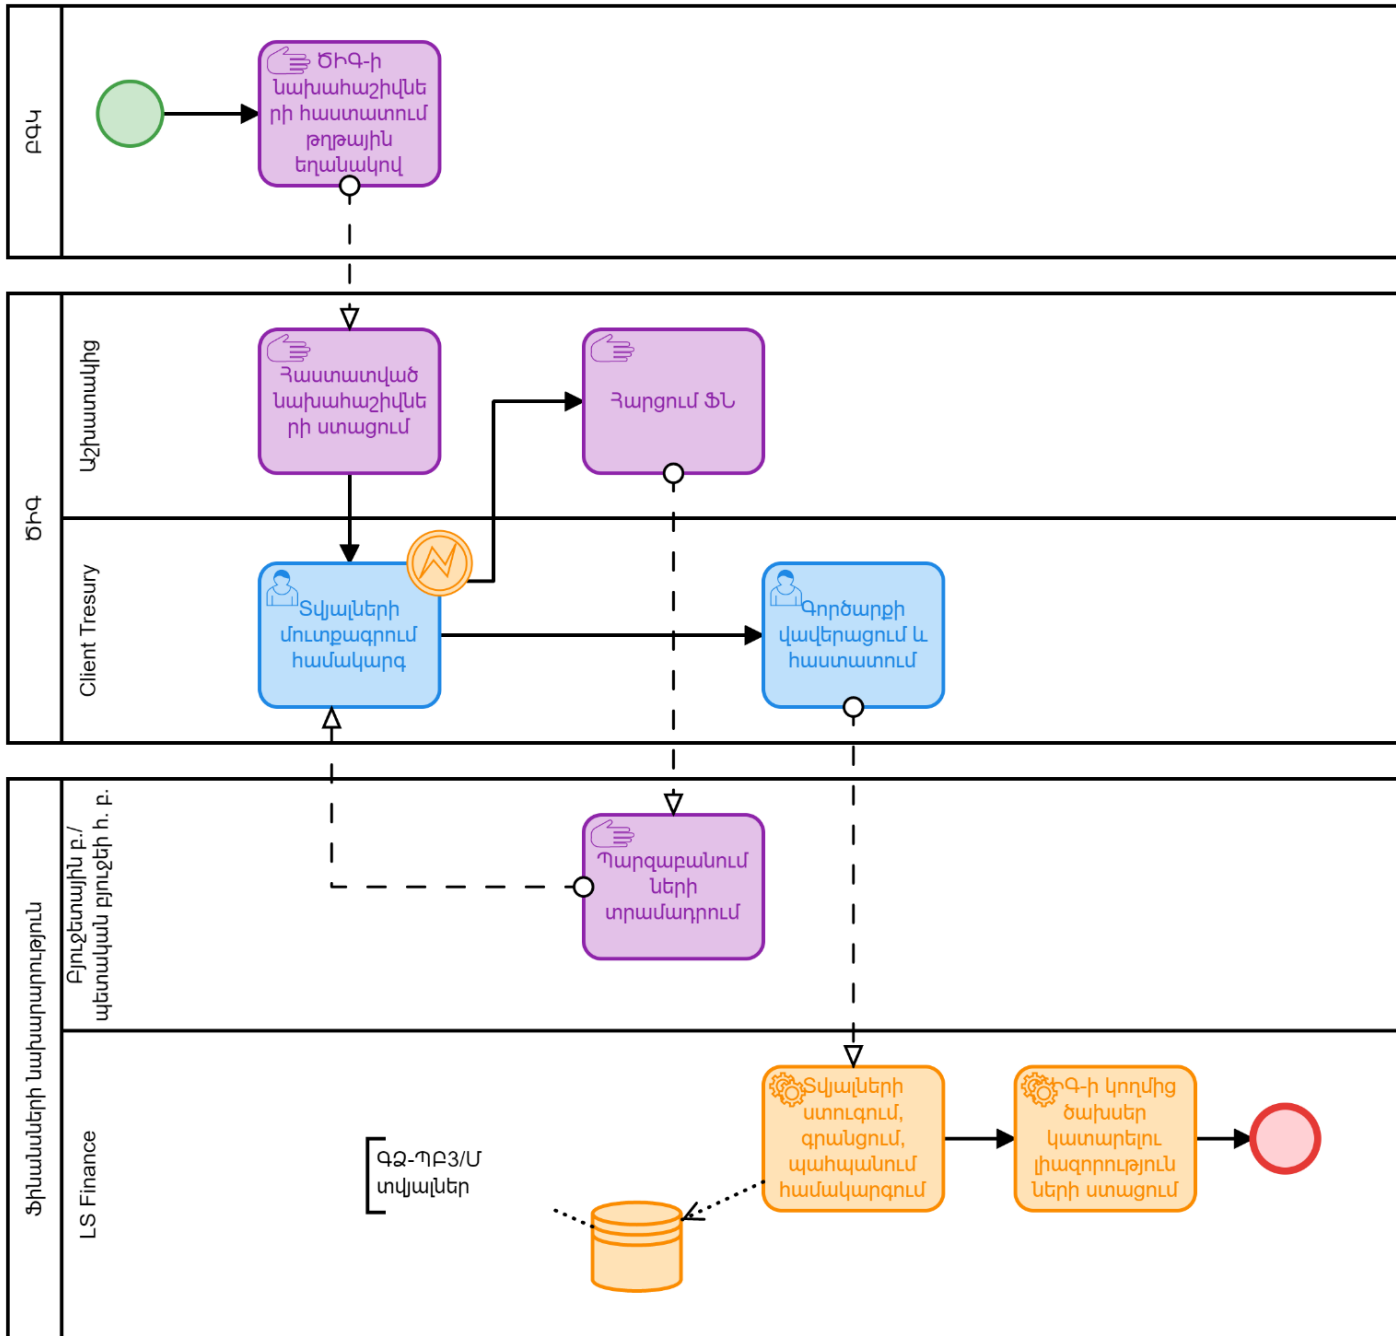 ԲԳԿ
ԾԻԳ-ի
նախահաշիվնե
րի հաստատում
թղթային
եղանակով
ԾԻԳ
Աշխատակից
Հաստատված
նախահաշիվնե
րի ստացում
Հարցում ՖՆ
Client Tresury
Տվյալների
մուտքագրում
համակարգ
Գործարքի
վավերացում և
հաստատում
Ֆինանսների նախարարություն
Բյուջետային բ./
պետական բյուջեի հ. բ.
Պարզաբանում
ների
տրամադրում
LS Finance
ԳՁ-ՊԲՅ/Մ
տվյալներ
Տվյալների
ստուգում,
գրանցում,
պահպանում
համակարգում
ԾԻԳ-ի կողմից
ծախսեր
կատարելու
լիազորություն
ների ստացում